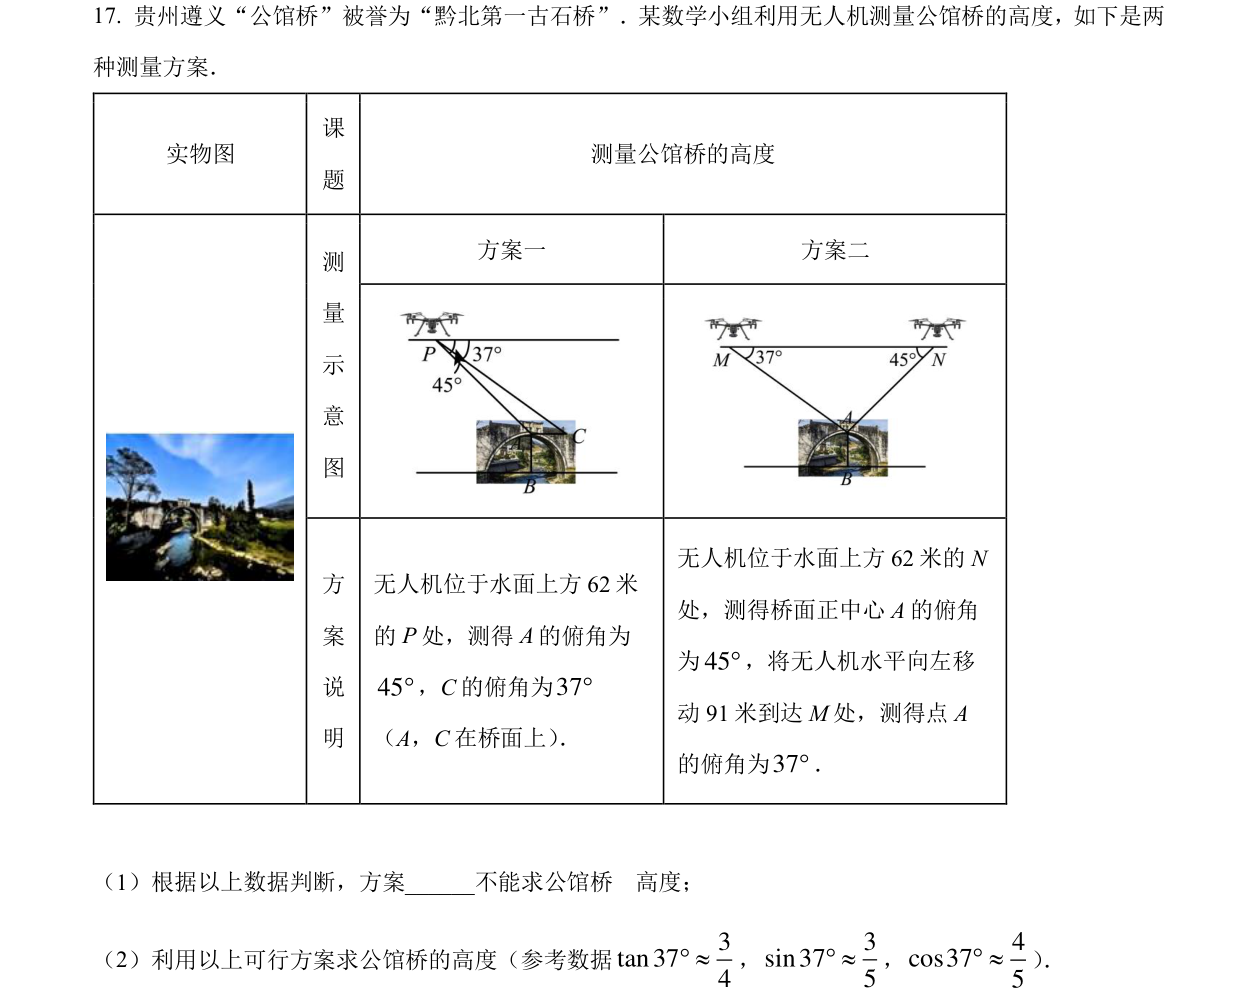 17. 贵州遵义“公馆桥”被誉为“黔北第一古石桥”. 某数学小组利用无人机测量公馆桥的高度,如下是两
种测量方案.
实物图
课
题
测量公馆桥的高度
测
量
示
意
图
方案一
方案二
P
37°
45°
C
B
M
37°
45°
N
A
B
方
案
说
明
无人机位于水面上方 62 米
的 P 处,测得 A 的俯角为
45°,C 的俯角为37°
(A,C 在桥面上).
无人机位于水面上方 62 米的 N
处,测得桥面正中心 A 的俯角
为45°,将无人机水平向左移
动 91 米到达 M 处,测得点 A
的俯角为37°.
(1)根据以上数据判断,方案______不能求公馆桥 高度;
(2)利用以上可行方案求公馆桥的高度(参考数据tan37°≈3/4,sin37°≈3/5,cos37°≈4/5).